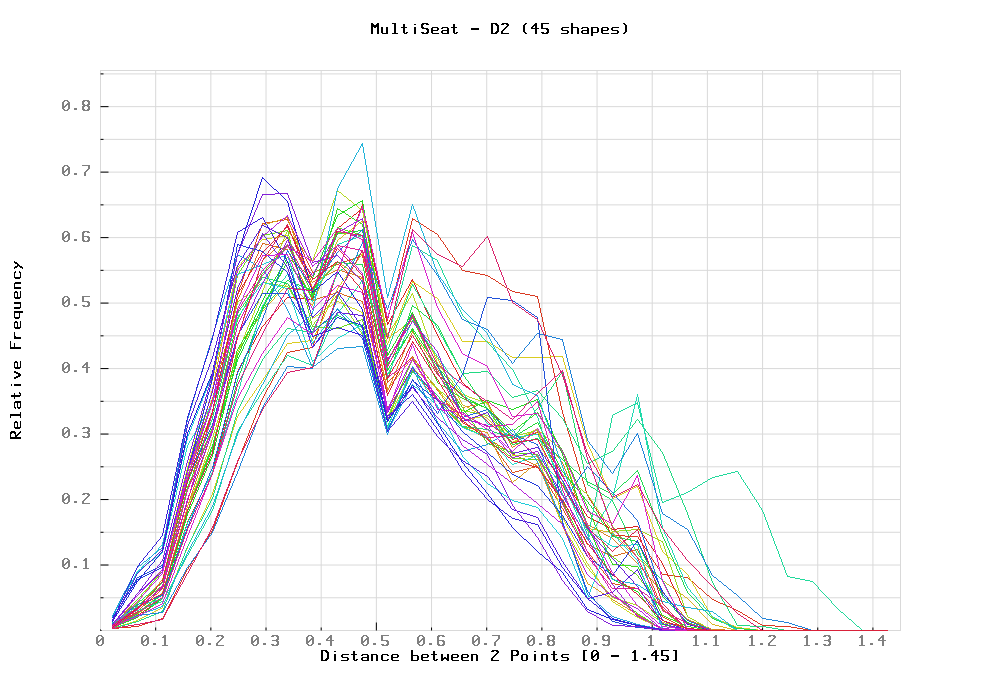 MultiSeat - D2 (45 shapes)
Relative Frequency
0.8
0.7
0.6
0.5
0.4
0.3
0.2
0.1
0 0.1 0.2 0.3 0.4 0.5 0.6 0.7 0.8 0.9 1 1.1 1.2 1.3 1.4
Distance between 2 Points [0 - 1.45]